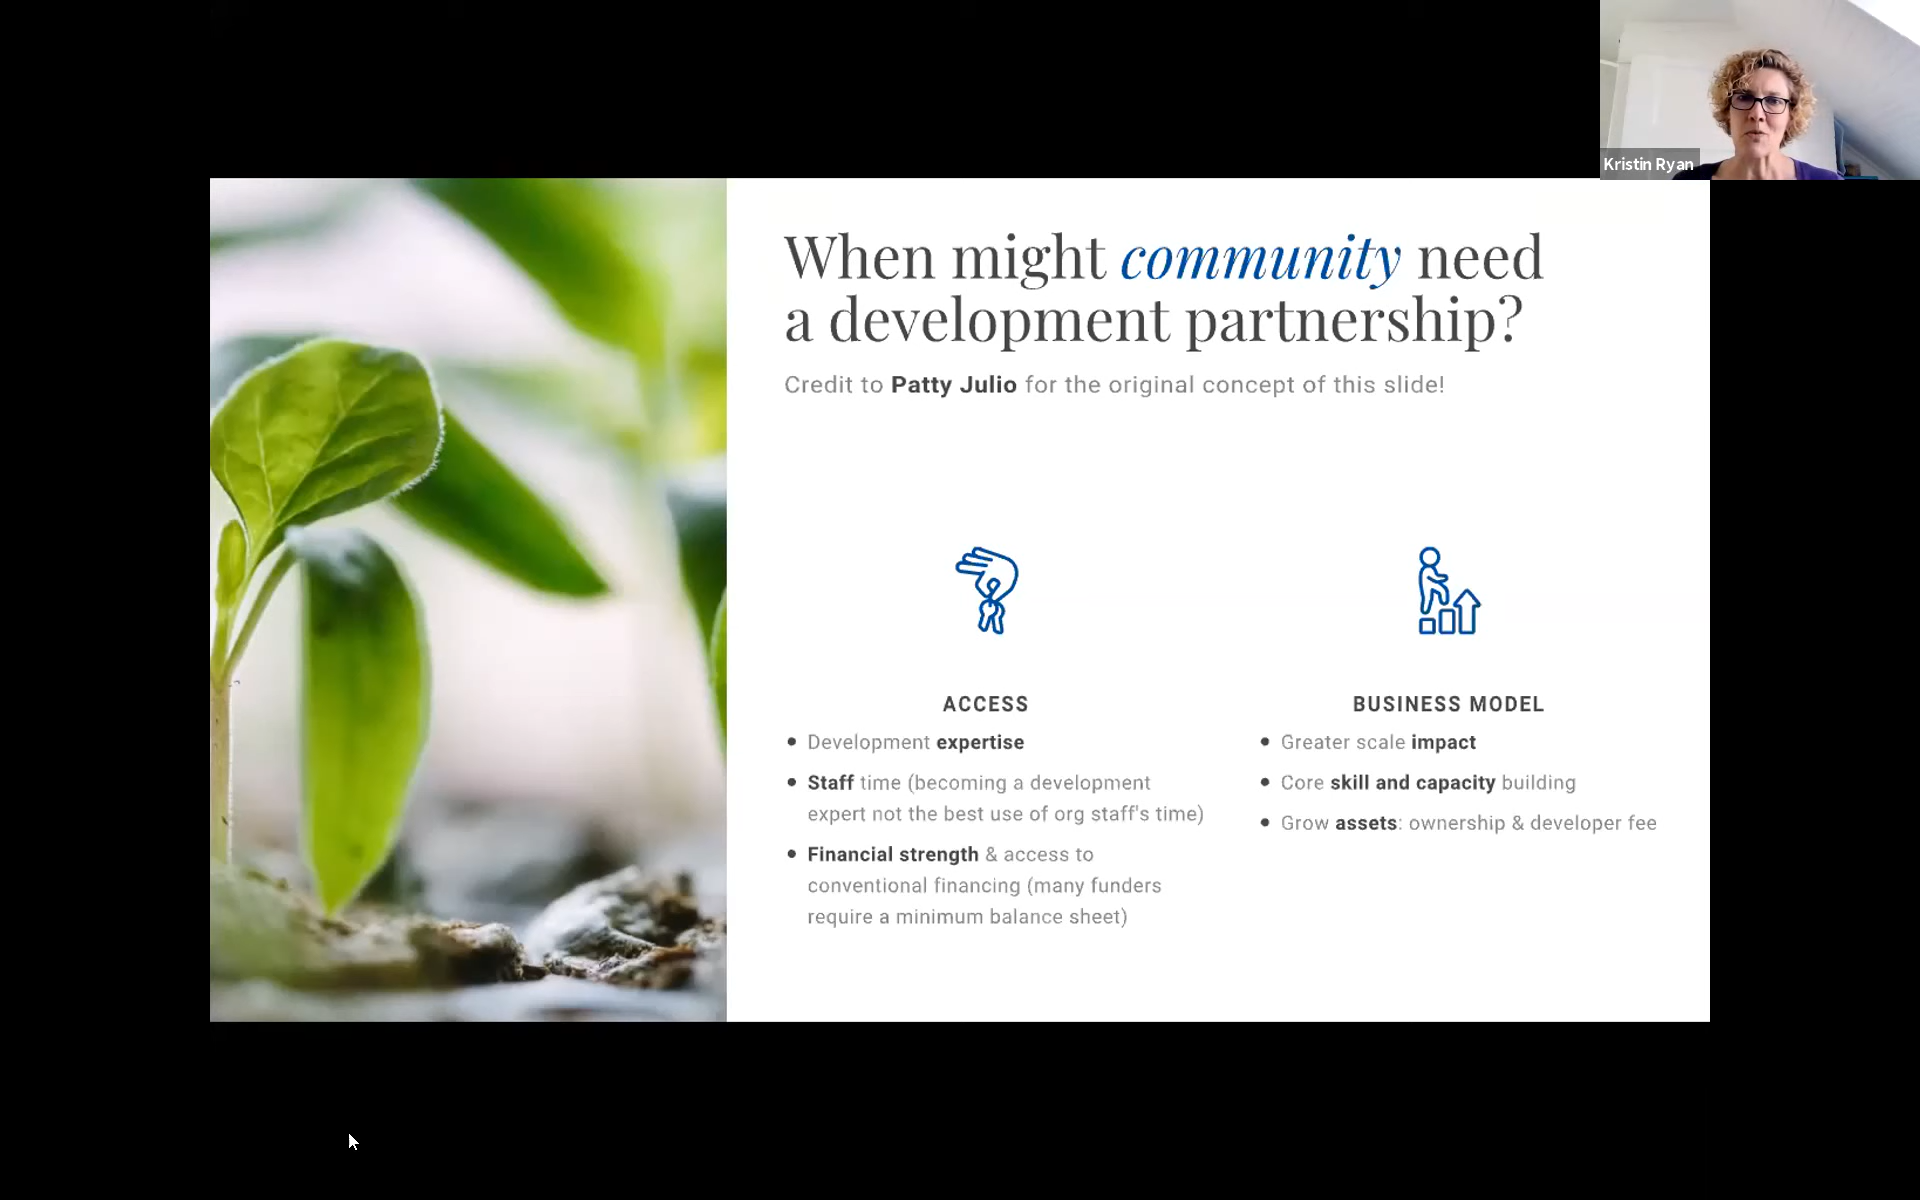 Kristin Ryan
When might community need
a development partnership?
Credit to Patty Julio for the original concept of this slide!
ACCESS
• Development expertise
• Staff time (becoming a development
expert not the best use of org staff's time)
• Financial strength & access to
conventional financing (many funders
require a minimum balance sheet)
BUSINESS MODEL
• Greater scale impact
• Core skill and capacity building
• Grow assets: ownership & developer fee